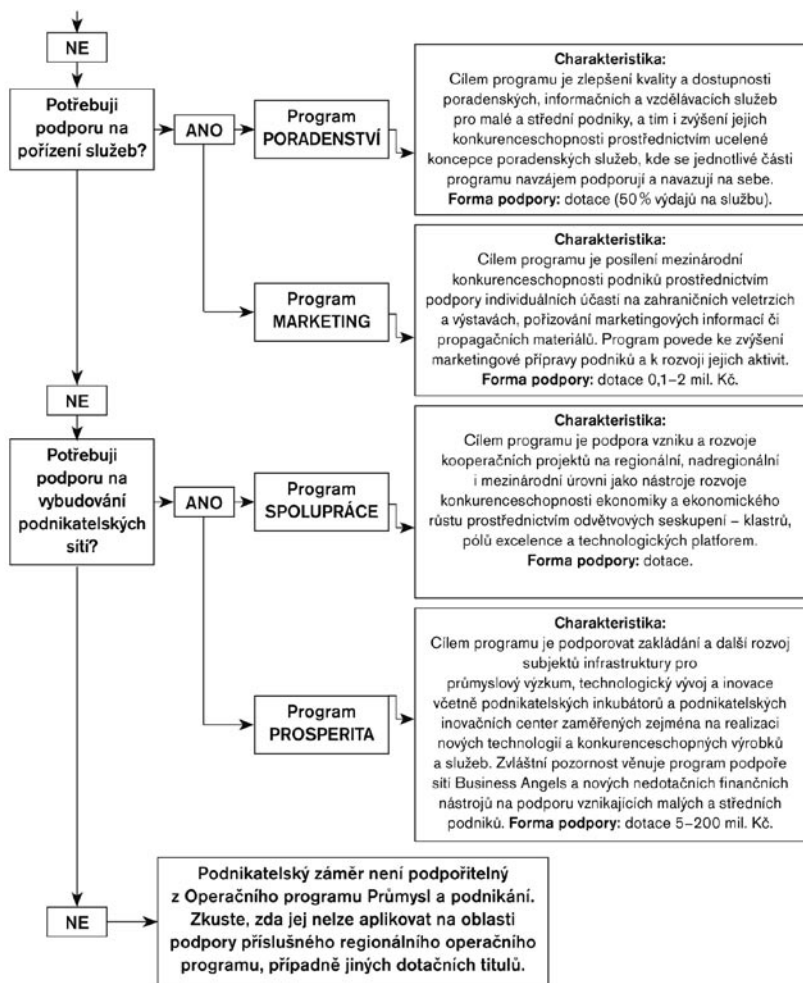 NE
Potřebuji
podporu na
pořízení služeb?
ANO
Program
PORADENSTVÍ
Charakteristika:
Cílem programu je zlepšení kvality a dostupnosti
poradenských, informačních a vzdělávacích služeb
pro malé a střední podniky, a tím i zvýšení jejich
konkurenceschopnosti prostřednictvím ucelené
koncepce poradenských služeb, kde se jednotlivé části
programu navzájem podporují a navazují na sebe.
Forma podpory: dotace (50 % výdajů na službu).
Program
MARKETING
Charakteristika:
Cílem programu je posílení mezinárodní
konkurenceschopnosti podniků prostřednictvím
podpory individuálních účastí na zahraničních veletrzích
a výstavách, pořizování marketingových informací či
propagačních materiálů. Program povede ke zvýšení
marketingové přípravy podniků a k rozvoji jejich aktivit.
Forma podpory: dotace 0,1–2 mil. Kč.
NE
Potřebuji
podporu na
vybudování
podnikatelských
sítí?
ANO
Program
SPOLUPRÁCE
Charakteristika:
Cílem programu je podpora vzniku a rozvoje
kooperačních projektů na regionální, nadregionální
i mezinárodní úrovni jako nástroje rozvoje
konkurenceschopnosti ekonomiky a ekonomického
růstu prostřednictvím odvětvových seskupení – klastrů,
pólů excelence a technologických platforem.
Forma podpory: dotace.
Program
PROSPERITA
Charakteristika:
Cílem programu je podporovat zakládání a další rozvoj
subjektů infrastruktury pro
průmyslový výzkum, technologický vývoj a inovace
včetně podnikatelských inkubátorů a podnikatelských
inovačních center zaměřených zejména na realizaci
nových technologií a konkurenceschopných výrobků
a služeb. Zvláštní pozornost věnuje program podpoře
sítí Business Angels a nových nedotačních finančních
nástrojů na podporu vznikajících malých a středních
podniků. Forma podpory: dotace 5–200 mil. Kč.
NE
Podnikatelský záměr není podpořitelný
z Operačního programu Průmysl a podnikání.
Zkuste, zda jej nelze aplikovat na oblasti
podpory příslušného regionálního operačního
programu, případně jiných dotačních titulů.